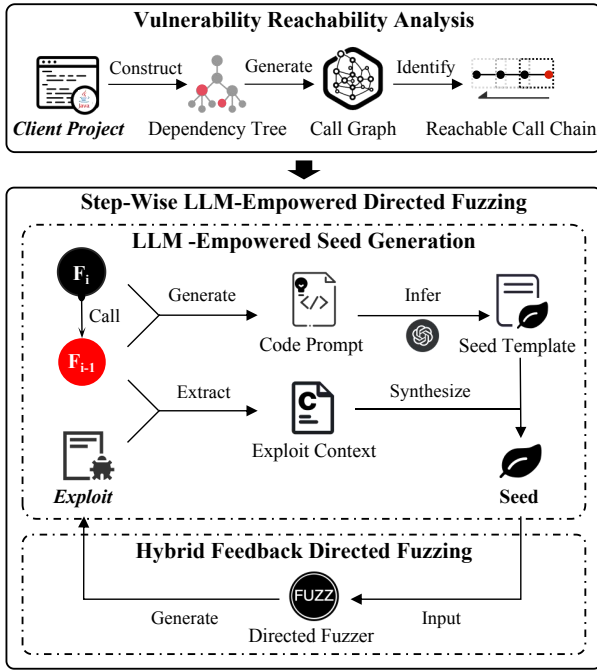 Vulnerability Reachability Analysis
Construct
Generate
Identify
Java
Client Project
Dependency Tree
Call Graph
Reachable Call Chain
Step-Wise LLM-Empowered Directed Fuzzing
LLM -Empowered Seed Generation
Fi
Generate
Infer
Call
</>
Code Prompt
Seed Template
Fi-1
Extract
Synthesize
C
Exploit Context
Exploit
Seed
Hybrid Feedback Directed Fuzzing
FUZZ
Generate
Input
Directed Fuzzer